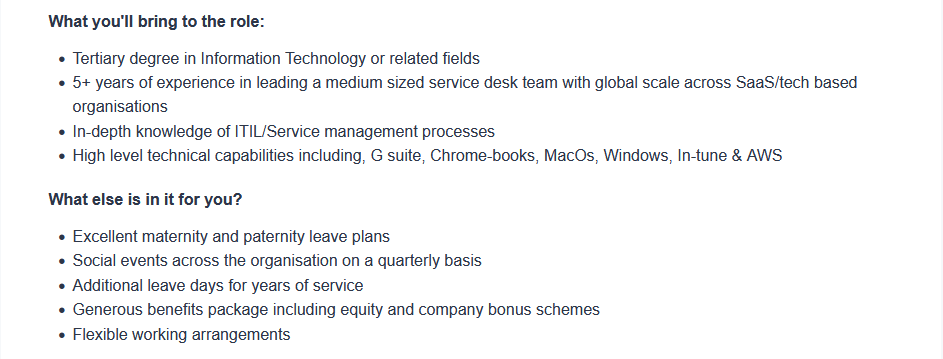 What you'll bring to the role:
• Tertiary degree in Information Technology or related fields
• 5+ years of experience in leading a medium sized service desk team with global scale across SaaS/tech based
organisations
• In-depth knowledge of ITIL/Service management processes
• High level technical capabilities including, G suite, Chrome-books, MacOs, Windows, In-tune & AWS
What else is in it for you?
• Excellent maternity and paternity leave plans
• Social events across the organisation on a quarterly basis
• Additional leave days for years of service
• Generous benefits package including equity and company bonus schemes
• Flexible working arrangements